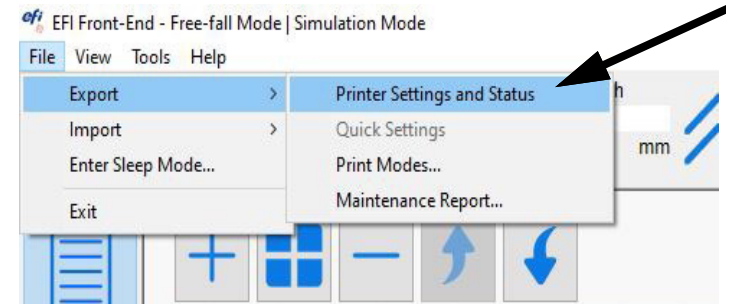 efi EFI Front-End - Free-fall Mode | Simulation Mode
File View Tools Help
Export > Printer Settings and Status
Import > Quick Settings
Enter Sleep Mode... Print Modes...
Exit Maintenance Report...
h
mm